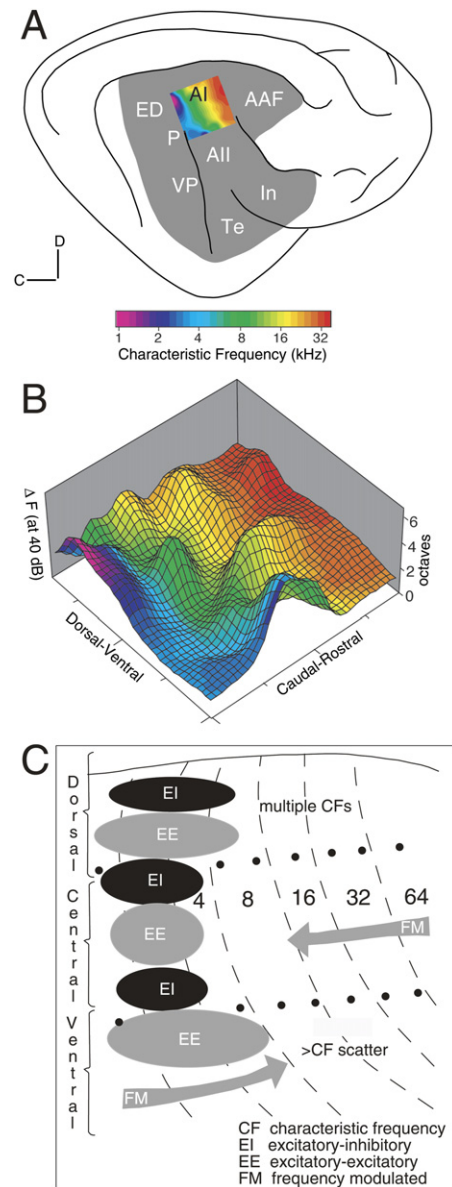 A
AI
ED
AAF
P
AII
VP
In
Te
D
C
1 2 4 8 16 32
Characteristic Frequency (kHz)
B
Δ F (at 40 dB)
6
4
2
0
octaves
Dorsal-Ventral
Caudal-Rostral
C
Dorsal
EI
multiple CFs
EE
EI
Central
4 8 16 32 64
EE
FM
EI
Ventral
EE
>CF scatter
FM
CF characteristic frequency
EI excitatory-inhibitory
EE excitatory-excitatory
FM frequency modulated